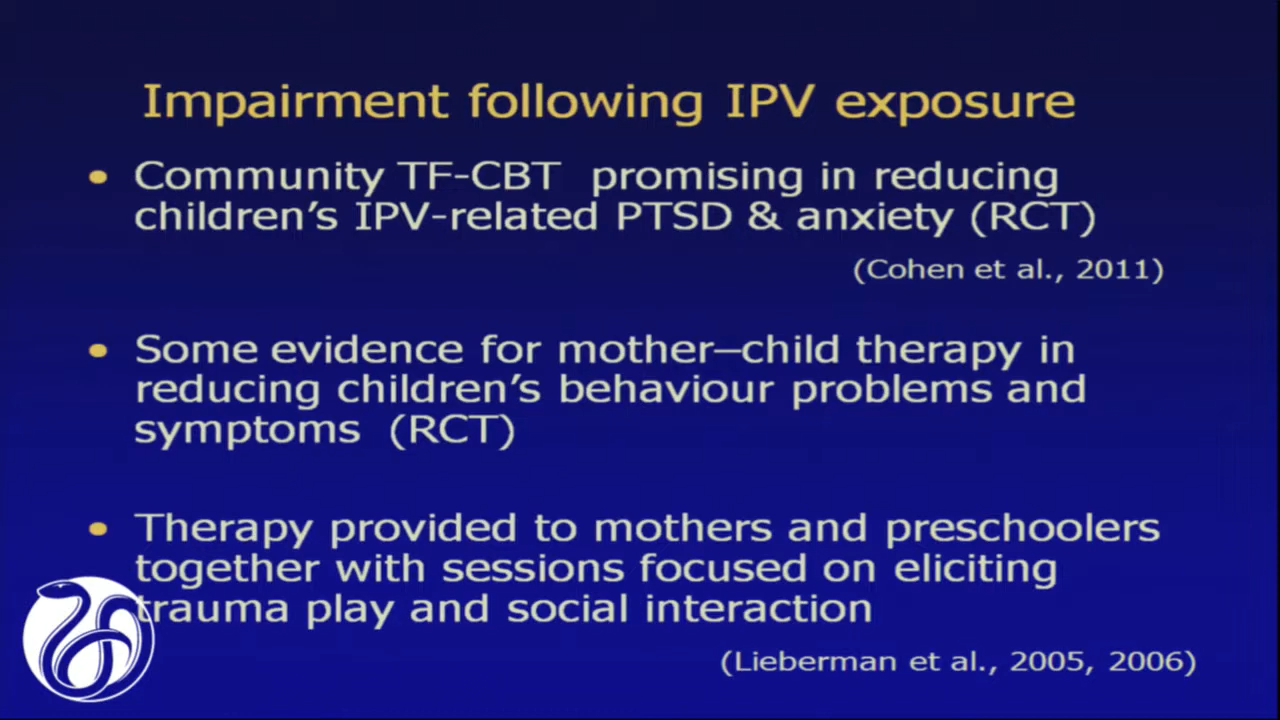 Impairment following IPV exposure
• Community TF-CBT promising in reducing
children's IPV-related PTSD & anxiety (RCT)
(Cohen et al., 2011)
• Some evidence for mother–child therapy in
reducing children's behaviour problems and
symptoms (RCT)
• Therapy provided to mothers and preschoolers
together with sessions focused on eliciting
trauma play and social interaction
(Lieberman et al., 2005, 2006)